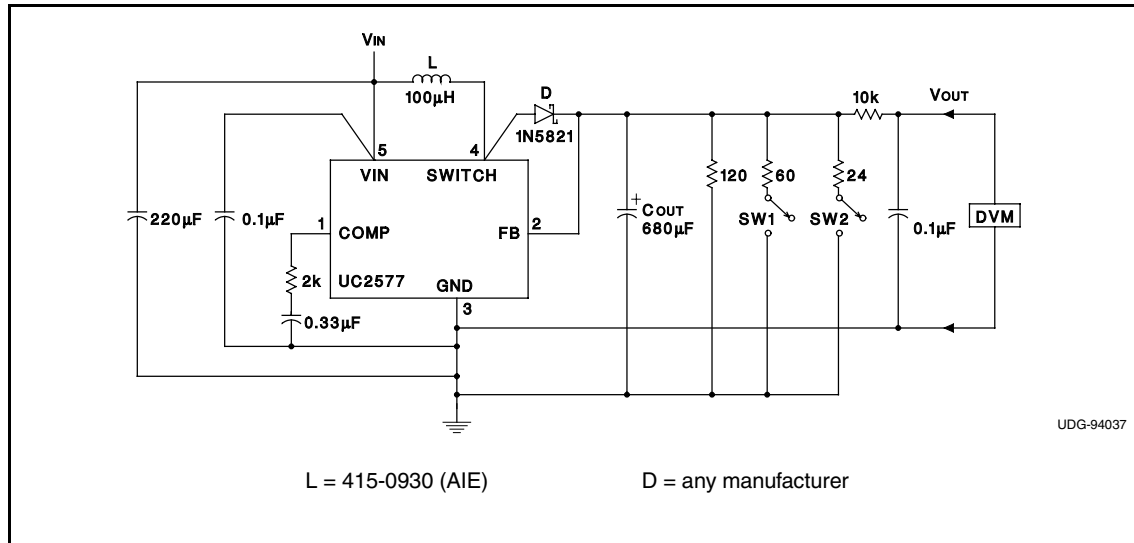 VIN
L
100µH
D
1N5821
10k
VOUT
5
4
VIN
SWITCH
120
60
24
220µF
0.1µF
1
COMP
FB
2
+
COUT
680µF
SW1
SW2
0.1µF
DVM
2k
UC2577
GND
3
0.33µF
UDG-94037
L = 415-0930 (AIE)
D = any manufacturer